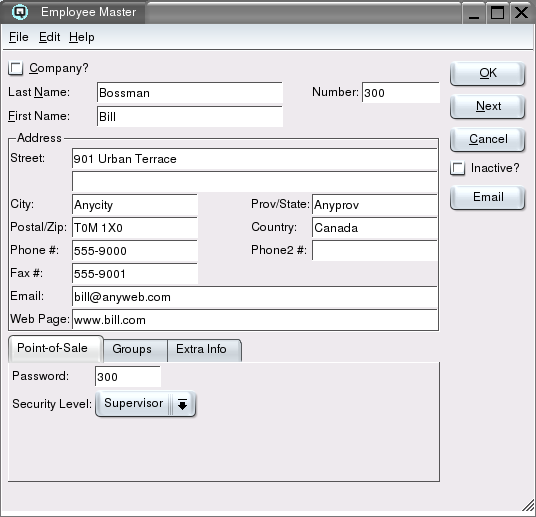 Employee Master
File Edit Help
Company?
OK
Last Name: Bossman Number: 300
Next
First Name: Bill
Address
Cancel
Street: 901 Urban Terrace
Inactive?
Email
City: Anycity Prov/State: Anyprov
Postal/Zip: T0M 1X0 Country: Canada
Phone #: 555-9000 Phone2 #:
Fax #: 555-9001
Email: bill@anyweb.com
Web Page: www.bill.com
Point-of-Sale Groups Extra Info
Password: 300
Security Level: Supervisor